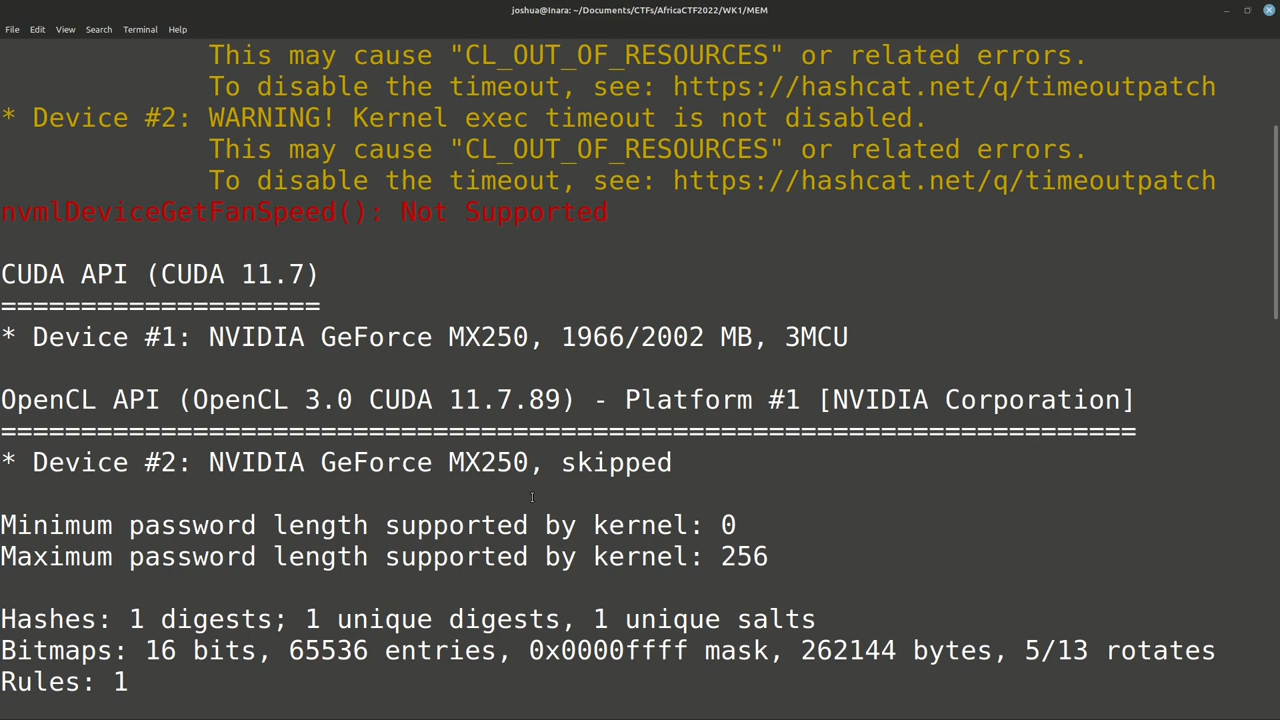 joshua@Inara: ~/Documents/CTFs/AfricaCTF2022/WK1/MEM
File Edit View Search Terminal Help
This may cause "CL_OUT_OF_RESOURCES" or related errors.
To disable the timeout, see: https://hashcat.net/q/timeoutpatch
* Device #2: WARNING! Kernel exec timeout is not disabled.
This may cause "CL_OUT_OF_RESOURCES" or related errors.
To disable the timeout, see: https://hashcat.net/q/timeoutpatch
nvmlDeviceGetFanSpeed(): Not Supported
CUDA API (CUDA 11.7)
====================
* Device #1: NVIDIA GeForce MX250, 1966/2002 MB, 3MCU
OpenCL API (OpenCL 3.0 CUDA 11.7.89) - Platform #1 [NVIDIA Corporation]
=======================================================================
* Device #2: NVIDIA GeForce MX250, skipped
Minimum password length supported by kernel: 0
Maximum password length supported by kernel: 256
Hashes: 1 digests; 1 unique digests, 1 unique salts
Bitmaps: 16 bits, 65536 entries, 0x0000ffff mask, 262144 bytes, 5/13 rotates
Rules: 1